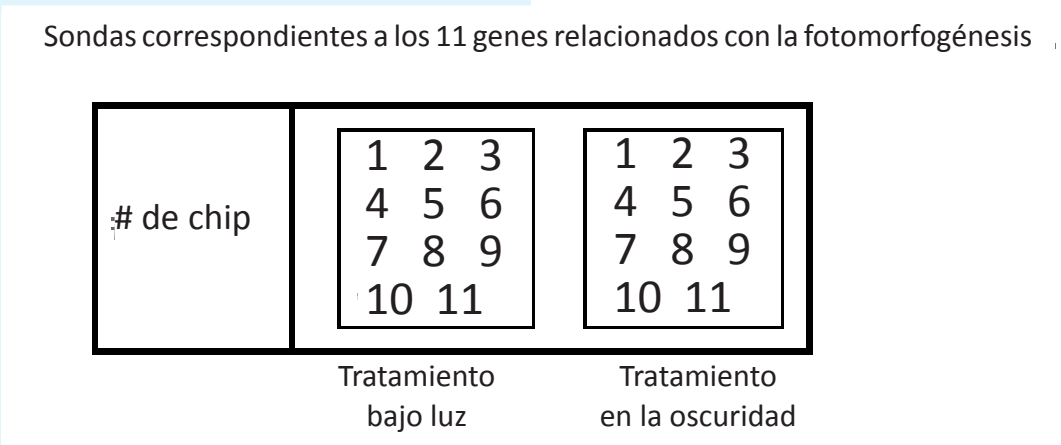 Sondas correspondientes a los 11 genes relacionados con la fotomorfogénesis
# de chip
1 2 3
4 5 6
7 8 9
10 11
1 2 3
4 5 6
7 8 9
10 11
Tratamiento
bajo luz
Tratamiento
en la oscuridad